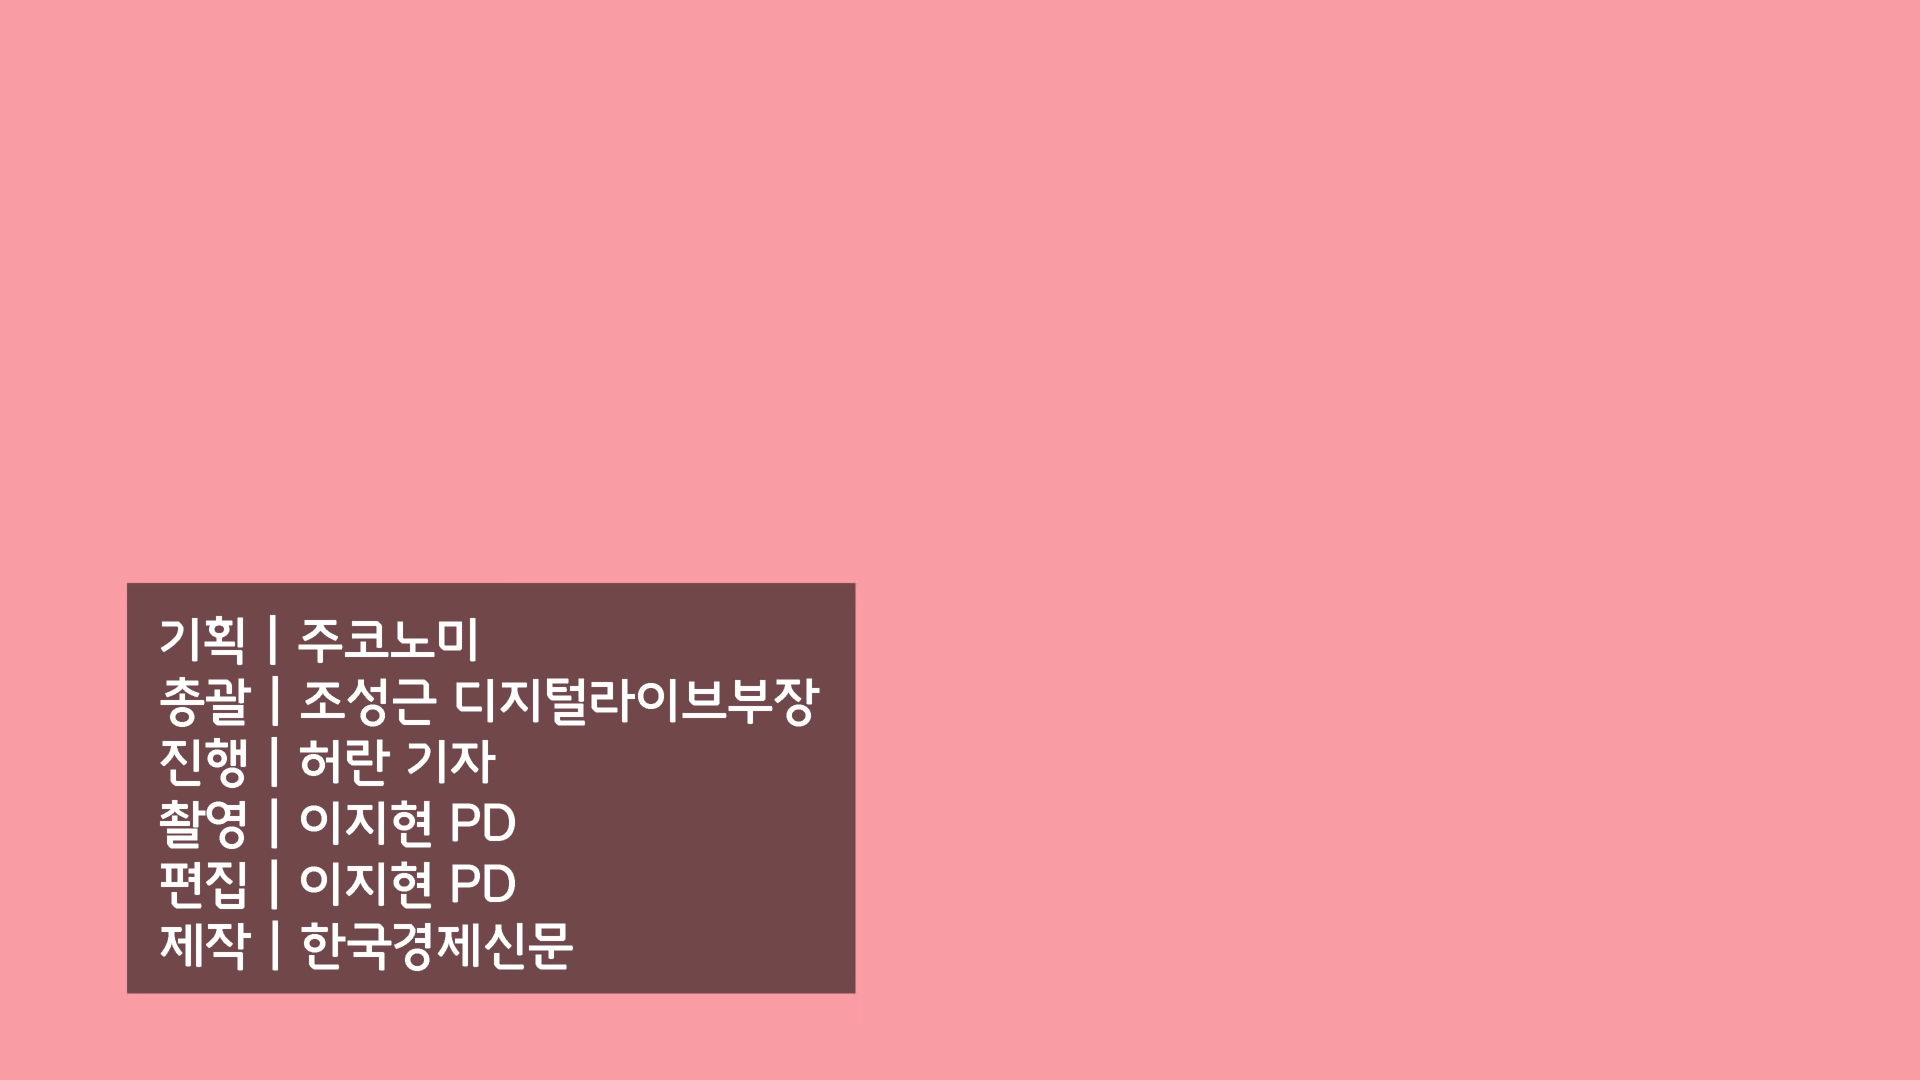 기획 | 주코노미
총괄 | 조성근 디지털라이브부장
진행 | 허란 기자
촬영 | 이지현 PD
편집 | 이지현 PD
제작 | 한국경제신문